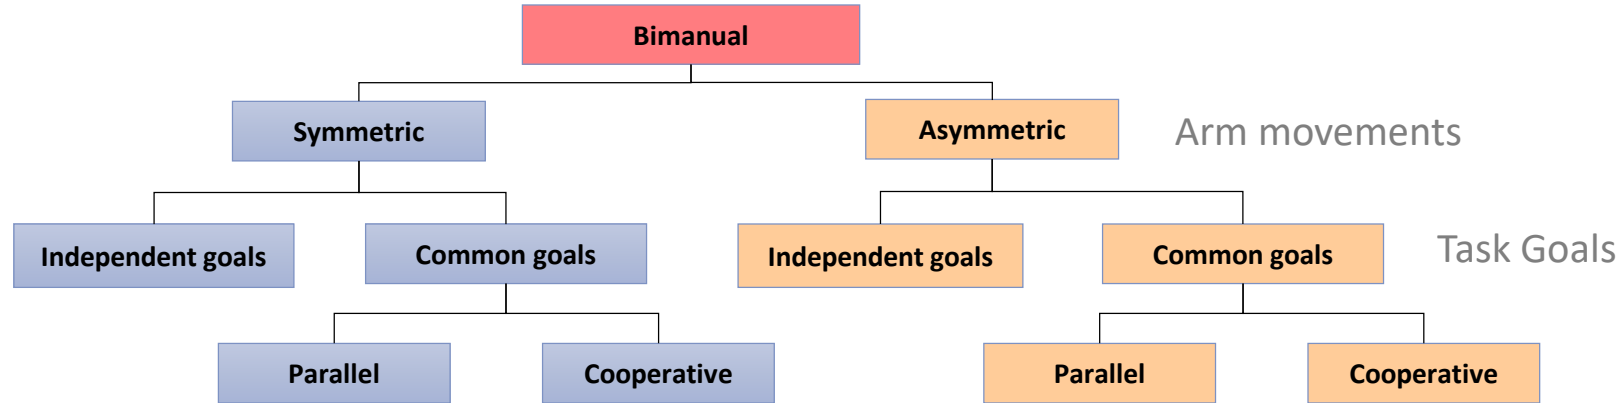 Bimanual
Symmetric
Asymmetric
Arm movements
Independent goals
Common goals
Independent goals
Common goals
Task Goals
Parallel
Cooperative
Parallel
Cooperative